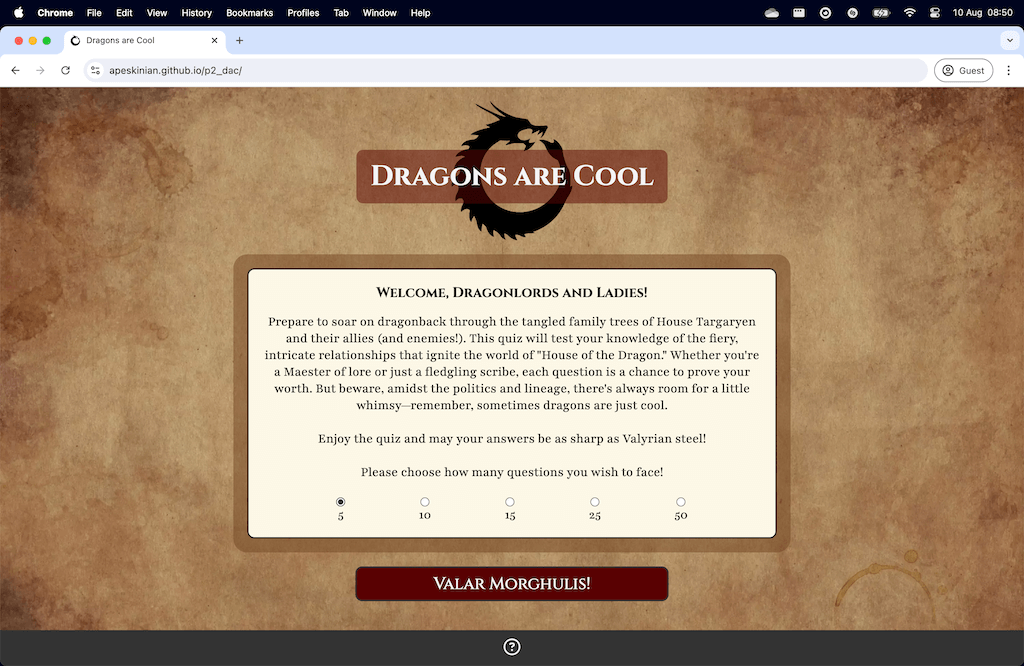 Chrome File Edit View History Bookmarks Profiles Tab Window Help 10 Aug 08:50
Dragons are Cool
apeskinian.github.io/p2_dac/ Guest
Dragons are Cool
Welcome, Dragonlords and Ladies!
Prepare to soar on dragonback through the tangled family trees of House Targaryen
and their allies (and enemies!). This quiz will test your knowledge of the fiery,
intricate relationships that ignite the world of "House of the Dragon." Whether you're
a Maester of lore or just a fledgling scribe, each question is a chance to prove your
worth. But beware, amidst the politics and lineage, there's always room for a little
whimsy—remember, sometimes dragons are just cool.
Enjoy the quiz and may your answers be as sharp as Valyrian steel!
Please choose how many questions you wish to face!
5 10 15 25 50
Valar Morghulis!
?